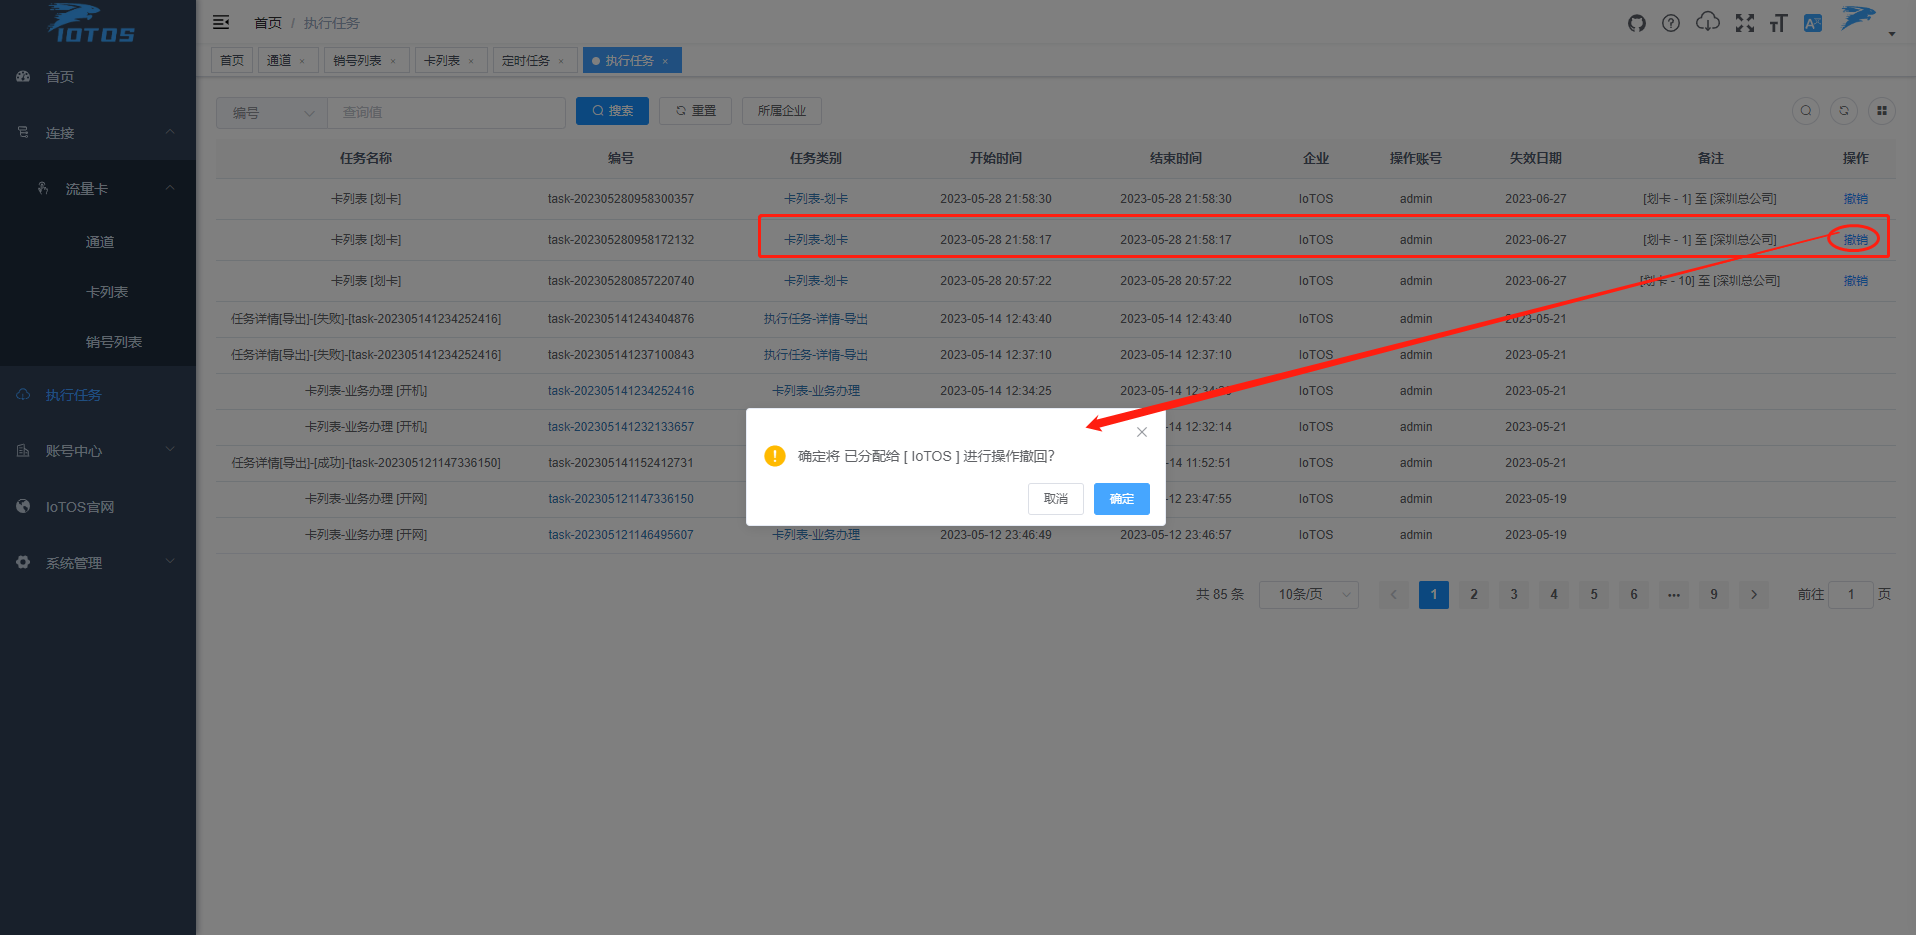 IOTOS
首页 / 执行任务
首页 通道 × 销号列表 × 卡列表 × 定时任务 × 执行任务 ×
首页
连接
流量卡
通道
卡列表
销号列表
执行任务
账号中心
IoTOS官网
系统管理
编号 查询值 搜索 重置 所属企业
任务名称 编号 任务类别 开始时间 结束时间 企业 操作账号 失效日期 备注 操作
卡列表 [划卡] task-202305280958300357 卡列表-划卡 2023-05-28 21:58:30 2023-05-28 21:58:30 IoTOS admin 2023-06-27 [划卡 - 1] 至 [深圳总公司] 撤销
卡列表 [划卡] task-202305280958172132 卡列表-划卡 2023-05-28 21:58:17 2023-05-28 21:58:17 IoTOS admin 2023-06-27 [划卡 - 1] 至 [深圳总公司] 撤销
卡列表 [划卡] task-202305280857220740 卡列表-划卡 2023-05-28 20:57:22 2023-05-28 20:57:22 IoTOS admin 2023-06-27 [划卡 - 10] 至 [深圳总公司] 撤销
任务详情[导出]-[失败]-[task-202305141234252416] task-202305141243404876 执行任务-详情-导出 2023-05-14 12:43:40 2023-05-14 12:43:40 IoTOS admin 2023-05-21
任务详情[导出]-[失败]-[task-202305141234252416] task-202305141237100843 执行任务-详情-导出 2023-05-14 12:37:10 2023-05-14 12:37:10 IoTOS admin 2023-05-21
卡列表-业务办理 [开机] task-202305141234252416 卡列表-业务办理 2023-05-14 12:34:25 2023-05-14 IoTOS admin 2023-05-21
卡列表-业务办理 [开机] task-202305141232133657 -14 12:32:14 IoTOS admin 2023-05-21
任务详情[导出]-[成功]-[task-202305121147336150] task-202305141152412731 -14 11:52:51 IoTOS admin 2023-05-21
卡列表-业务办理 [开网] task-202305121147336150 -12 23:47:55 IoTOS admin 2023-05-19
卡列表-业务办理 [开网] task-202305121146495607 卡列表-业务办理 2023-05-12 23:46:49 2023-05-12 23:46:57 IoTOS admin 2023-05-19
确定将 已分配给 [ IoTOS ] 进行操作撤回?
取消 确定
共 85 条 10条/页 1 2 3 4 5 6 ••• 9 前往 1 页